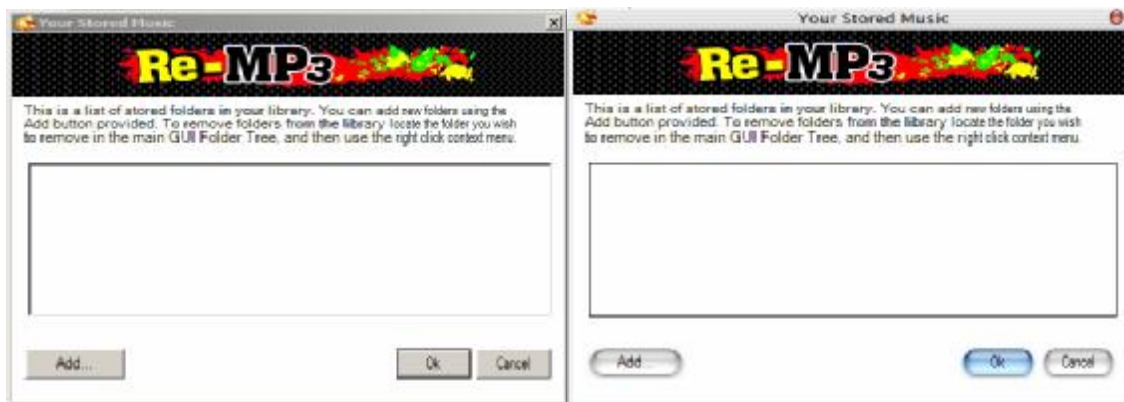 Your Stored Music
Re-MP3
This is a list of stored folders in your library. You can add new folders using the
Add button provided. To remove folders from the library locate the folder you wish
to remove in the main GUI Folder Tree, and then use the right click context menu.
Add...
Ok
Cancel
Your Stored Music
Re-MP3
This is a list of stored folders in your library. You can add new folders using the
Add button provided. To remove folders from the library locate the folder you wish
to remove in the main GUI Folder Tree, and then use the right click context menu.
Add...
Ok
Cancel